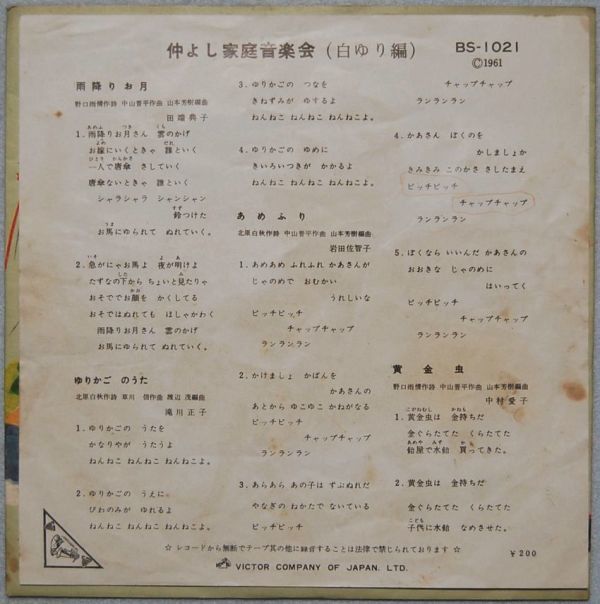 仲よし家庭音楽会(白ゆり編)
BS-1021
©1961
雨降りお月
野口雨情作詩 中山晋平作曲 山本芳樹編曲
田端典子
1. 雨降りお月さん 雲のかげ
お嫁にいくときゃ 誰といく
一人で唐傘 さしていく
唐傘ないときゃ 誰といく
シャラシャラ シャンシャン
鈴つけた
お馬にゆられて ぬれていく。
2. 急がにゃお馬よ 夜が明けよ
たずなの下から ちょいと見たりゃ
おそででお顔を かくしてる
おそではぬれても ほしゃかわく
雨降りお月さん 雲のかげ
お馬にゆられて ぬれていく。
ゆりかご のうた
北原白秋作詩 草川 信作曲 渡辺 茂編曲
滝川正子
1. ゆりかごの うたを
かなりやが うたうよ
ねんねこ ねんねこ ねんねこよ。
2. ゆりかごの うえに
びわのみが ゆれるよ
ねんねこ ねんねこ ねんねこよ。
3. ゆりかごの つなを
きねずみが ゆするよ
ねんねこ ねんねこ ねんねこよ。
4. ゆりかごの ゆめに
きいろいつきが かかるよ
ねんねこ ねんねこ ねんねこよ。
あめふり
北原白秋作詩 中山晋平作曲 山本芳樹編曲
岩田佐智子
1. あめあめ ふれふれ かあさんが
じゃのめで おむかい
うれしいな
ピッチピッチ
チャップチャップ
ランランラン
2. かけましょ かばんを
かあさんの
あとから ゆこゆこ かねがなる
ピッチピッチ
チャップチャップ
ランランラン
3. あらあら あの子は ずぶぬれだ
やなぎの ねかたで ないている
ピッチピッチ
チャップチャップ
ランランラン
4. かあさん ぼくのを
かしましょか
きみきみ このかさ さしたまえ
ピッチピッチ
チャップチャップ
ランランラン
5. ぼくなら いいんだ かあさんの
おおきな じゃのめに
はいってく
ピッチピッチ
チャップチャップ
ランランラン
黄金虫
野口雨情作詩 中山晋平作曲 山本芳樹編曲
中村愛子
1. 黄金虫は 金持ちだ
金ぐらたてた くらたてた
飴屋で水飴 買ってきた。
2. 黄金虫は 金持ちだ
金ぐらたてた くらたてた
子供に水飴 なめさせた。
☆ レコードから無断でテープ其の他に録音することは法律で禁じられております ☆
¥200
VICTOR COMPANY OF JAPAN, LTD.